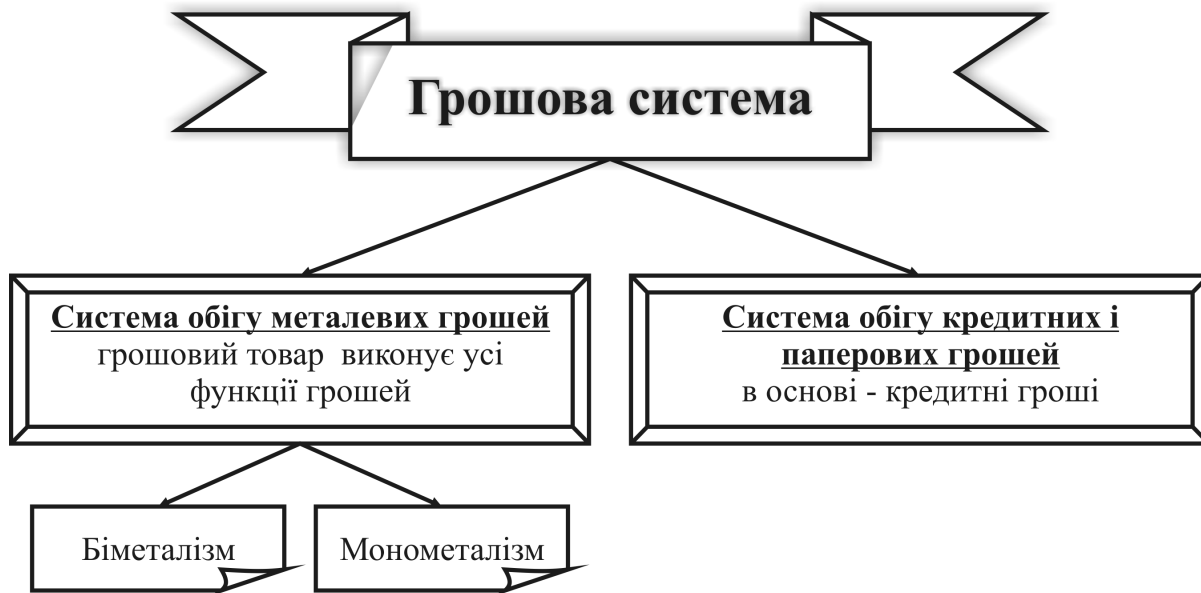 Грошова система
Система обігу металевих грошей
грошовий товар виконує усі
функції грошей
Система обігу кредитних і
паперових грошей
в основі - кредитні гроші
Біметалізм
Монометалізм